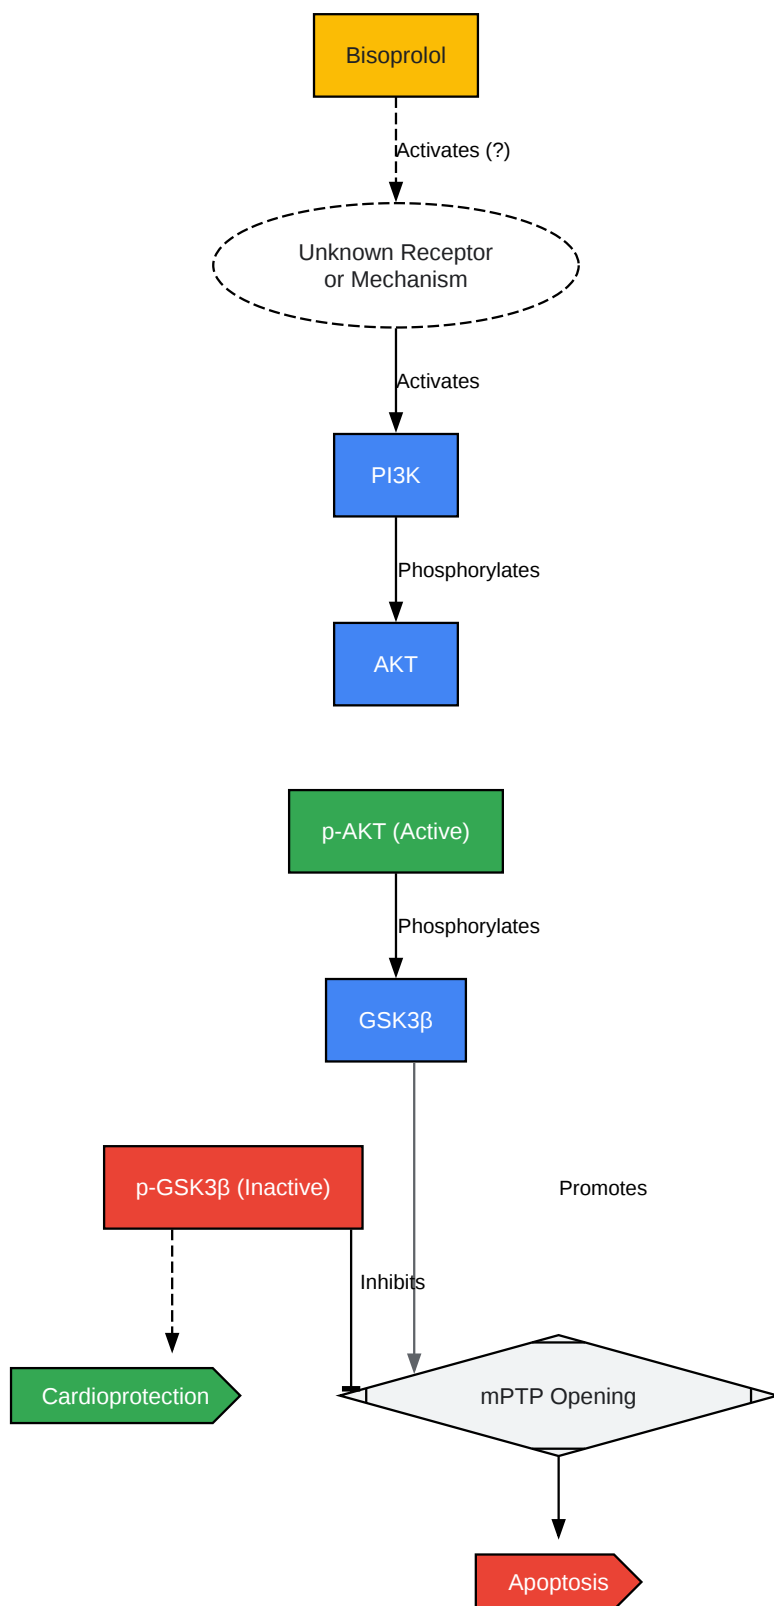 Bisoprolol
Activates (?)
Unknown Receptor
or Mechanism
Activates
PI3K
Phosphorylates
AKT
p-AKT (Active)
Phosphorylates
GSK3β
p-GSK3β (Inactive)
Promotes
Inhibits
Cardioprotection
mPTP Opening
Apoptosis